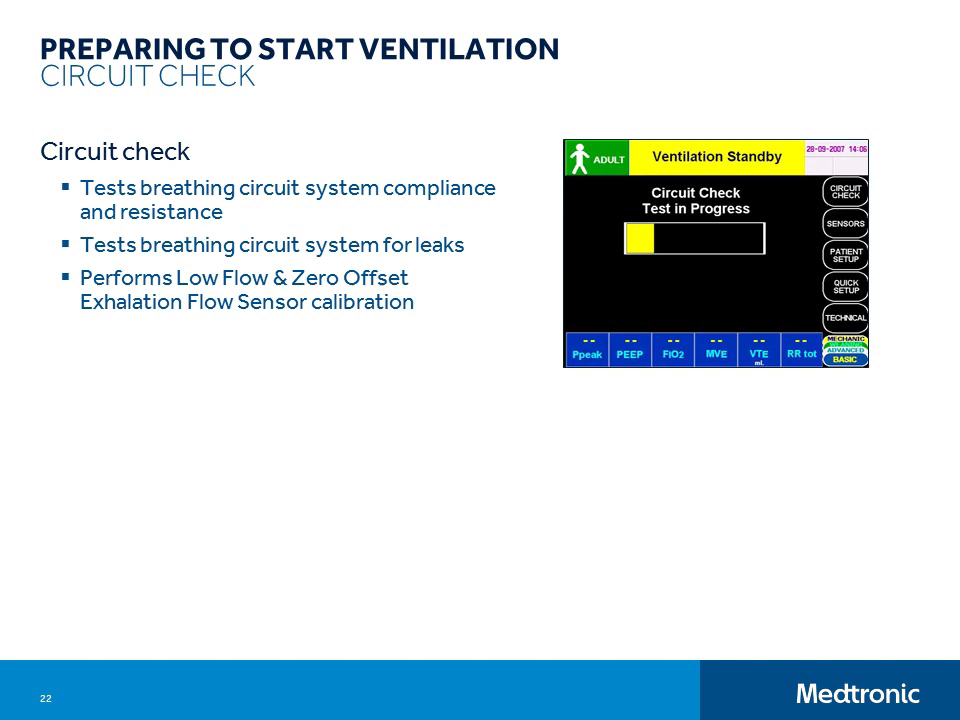 PREPARING TO START VENTILATION
CIRCUIT CHECK
Circuit check
▪ Tests breathing circuit system compliance
and resistance
▪ Tests breathing circuit system for leaks
▪ Performs Low Flow & Zero Offset
Exhalation Flow Sensor calibration
ADULT
Ventilation Standby
28-09-2007 14:06
Circuit Check
Test in Progress
CIRCUIT
CHECK
SENSORS
PATIENT
SETUP
QUICK
SETUP
TECHNICAL
MECHANIC
ADVANCED
BASIC
-- -- -- -- -- --
Ppeak PEEP FiO2 MVE VTE RR tot
mL
22
Medtronic